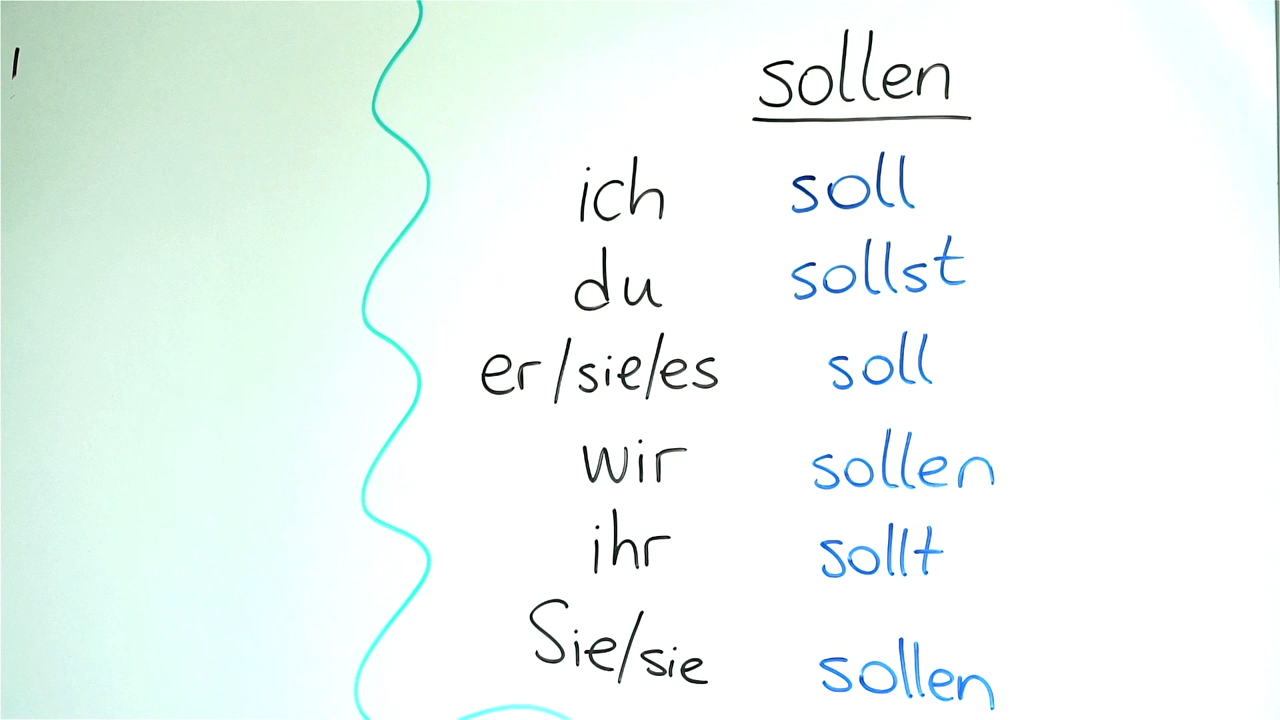 sollen
ich soll
du sollst
er/sie/es soll
wir sollen
ihr sollt
Sie/sie sollen